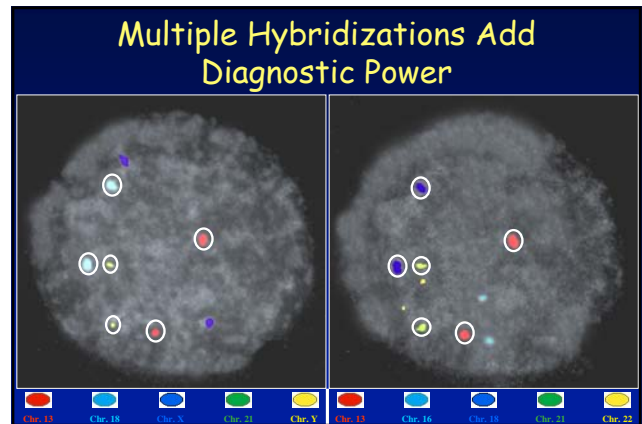 Multiple Hybridizations Add
Diagnostic Power
Chr. 13 Chr. 18 Chr. X Chr. 21 Chr. Y
Chr. 13 Chr. 16 Chr. 18 Chr. 21 Chr. 22